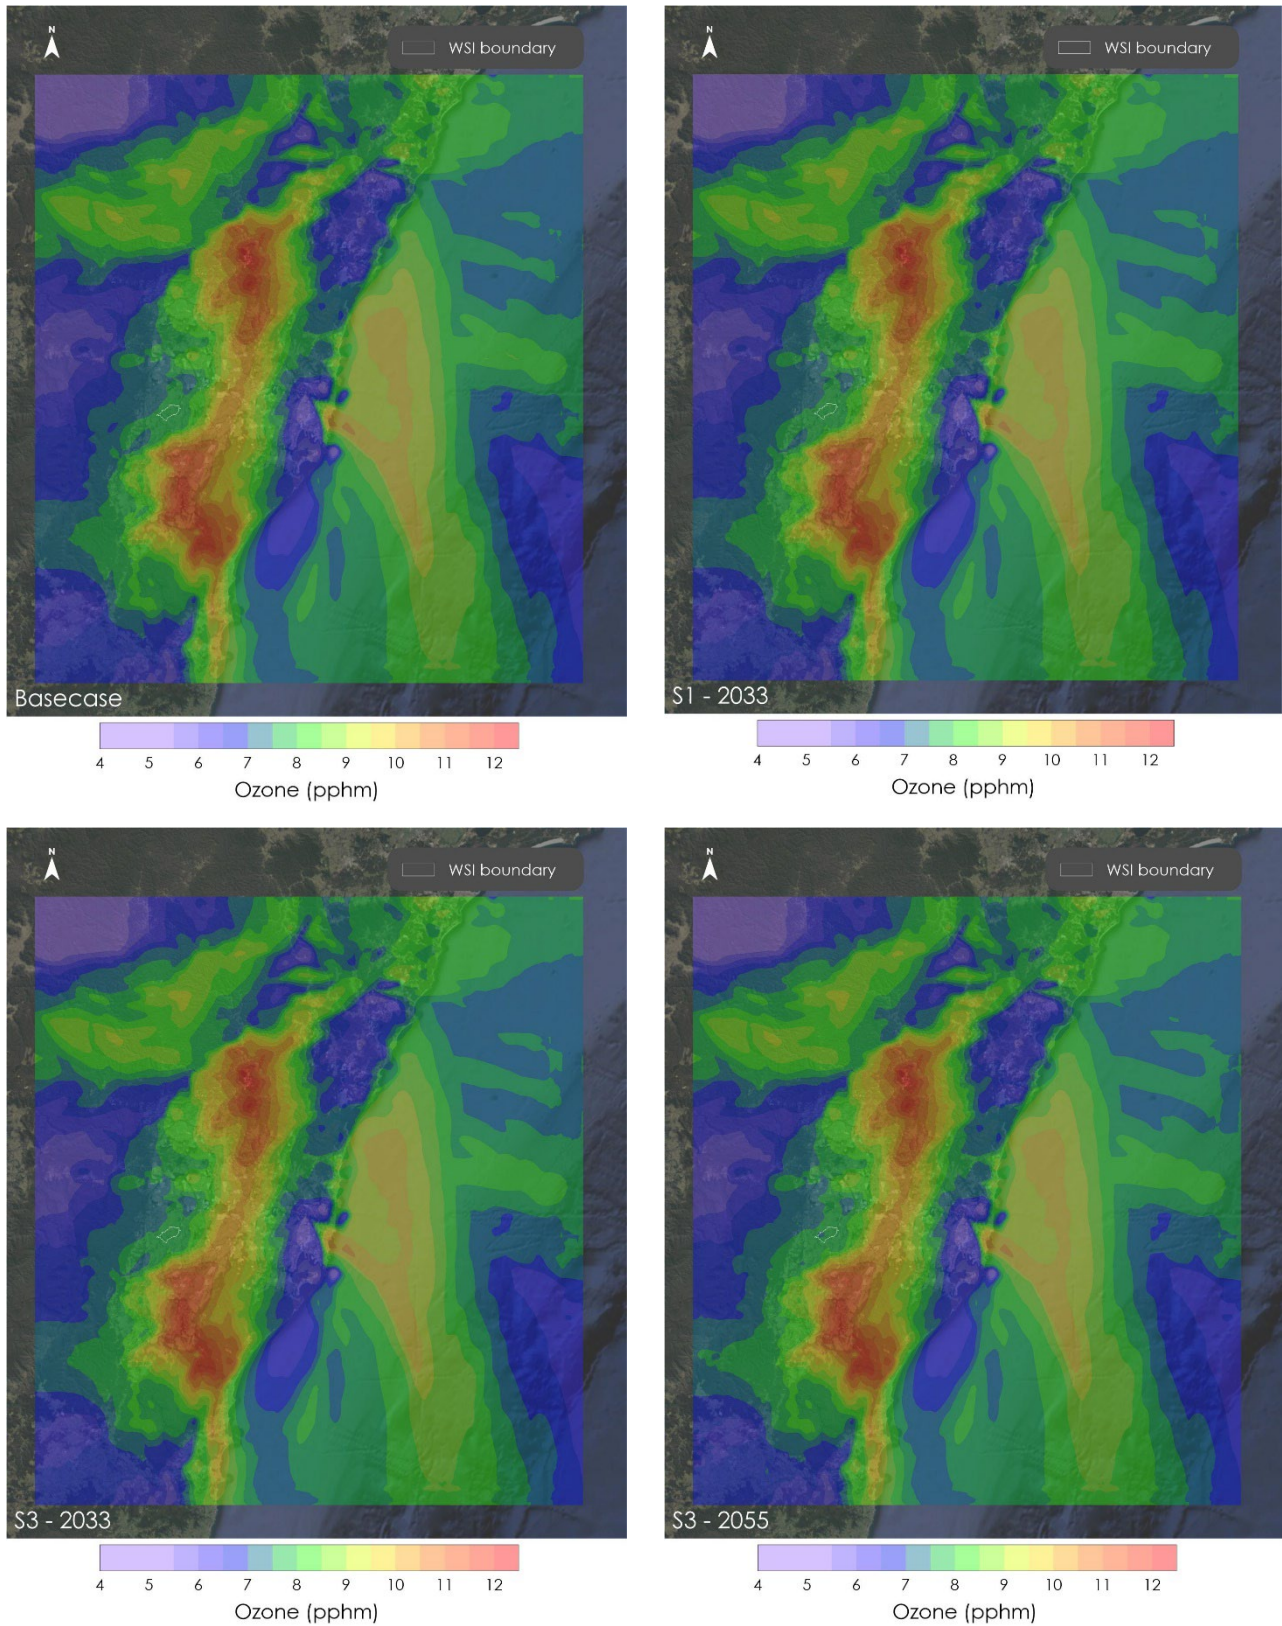 N
WSI boundary
Basecase
4 5 6 7 8 9 10 11 12
Ozone (pphm)
N
WSI boundary
S1 - 2033
4 5 6 7 8 9 10 11 12
Ozone (pphm)
N
WSI boundary
S3 - 2033
4 5 6 7 8 9 10 11 12
Ozone (pphm)
N
WSI boundary
S3 - 2055
4 5 6 7 8 9 10 11 12
Ozone (pphm)